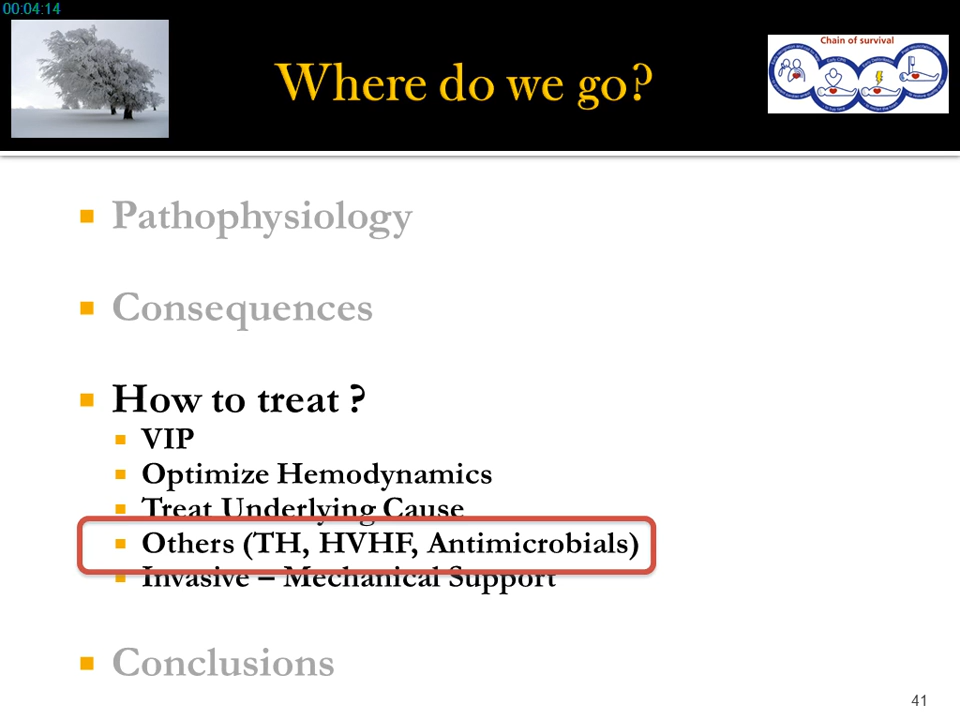 00:04:14
Where do we go?
Chain of survival
Pathophysiology
Consequences
How to treat ?
VIP
Optimize Hemodynamics
Treat Underlying Cause
Others (TH, HVHF, Antimicrobials)
Invasive – Mechanical Support
Conclusions
41